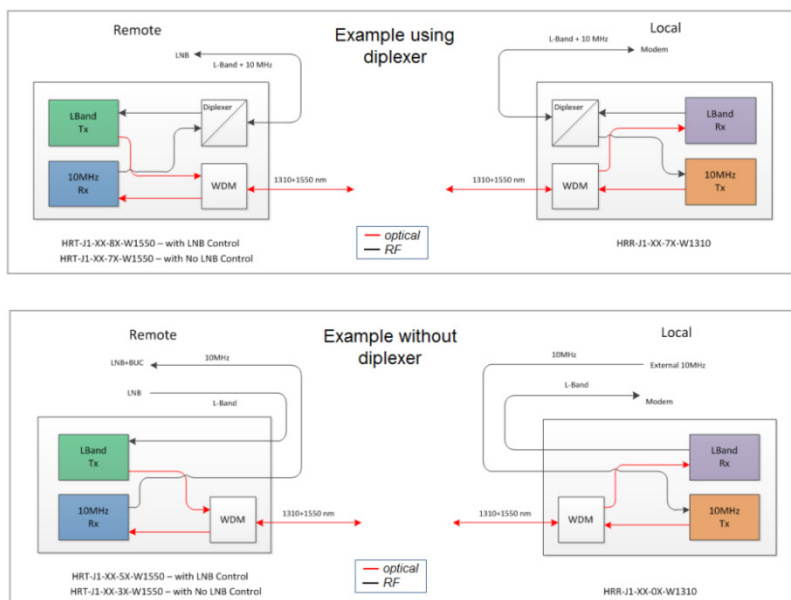 Remote
Example using
diplexer
Local
LNB
L-Band + 10 MHz
L-Band + 10 MHz
Modem
LBand
Tx
Diplexer
10MHz
Rx
WDM
1310+1550 nm
1310+1550 nm
Diplexer
LBand
Rx
WDM
10MHz
Tx
HRT-J1-XX-8X-W1550 – with LNB Control
HRT-J1-XX-7X-W1550 – with No LNB Control
optical
RF
HRR-J1-XX-7X-W1310
Remote
Example without
diplexer
Local
LNB+BUC
10MHz
LNB
L-Band
10MHz
External 10MHz
L-Band
Modem
LBand
Tx
10MHz
Rx
WDM
1310+1550 nm
1310+1550 nm
WDM
LBand
Rx
10MHz
Tx
HRT-J1-XX-5X-W1550 – with LNB Control
HRT-J1-XX-3X-W1550 – with No LNB Control
optical
RF
HRR-J1-XX-0X-W1310